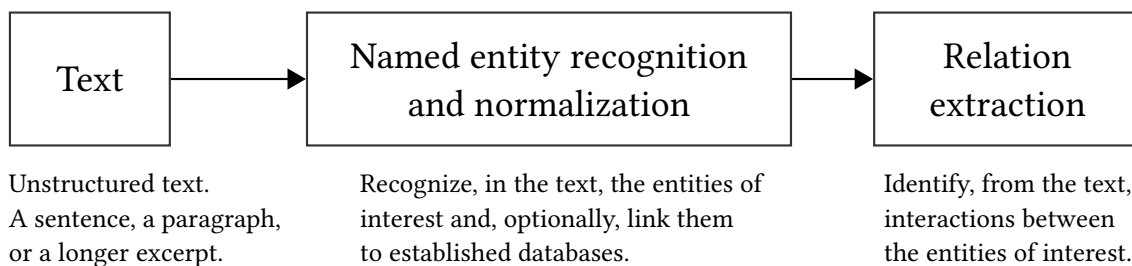 Text
Named entity recognition
and normalization
Relation
extraction
Unstructured text.
A sentence, a paragraph,
or a longer excerpt.
Recognize, in the text, the entities of
interest and, optionally, link them
to established databases.
Identify, from the text,
interactions between
the entities of interest.